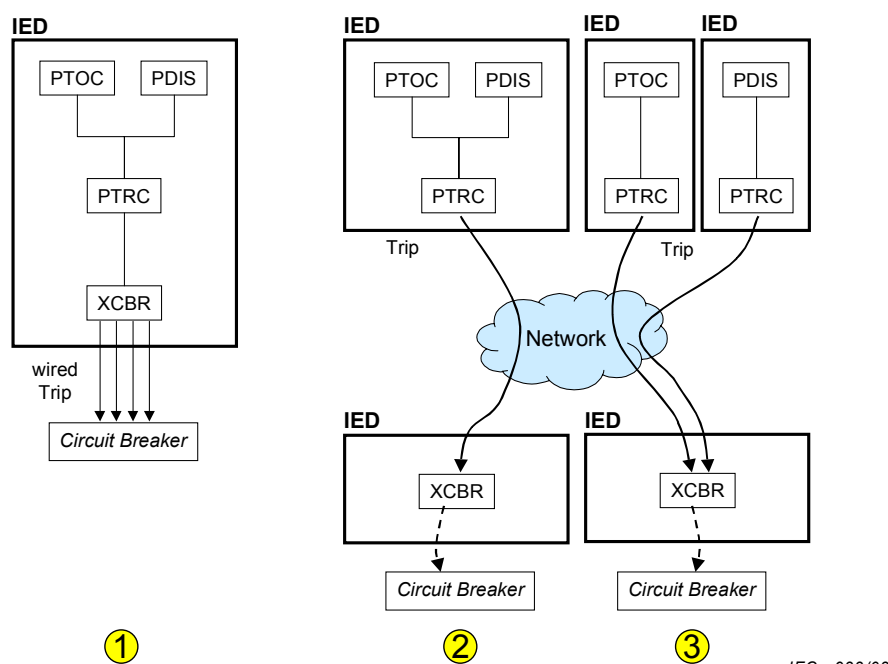 IED
IED
IED
IED
PTOC
PDIS
PTOC
PDIS
PTOC
PDIS
PTRC
PTRC
PTRC
PTRC
Trip
Trip
XCBR
Network
wired
Trip
IED
IED
Circuit Breaker
XCBR
XCBR
Circuit Breaker
Circuit Breaker
1
2
3